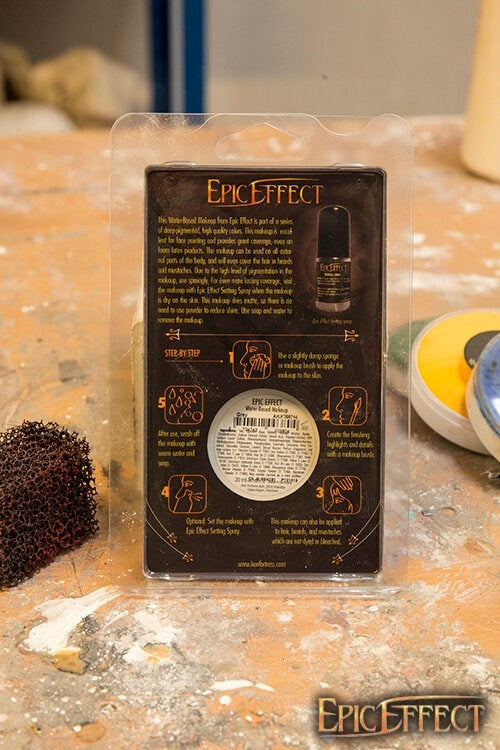 EPIC EFFECT
This Water-Based Makeup from Epic Effect is part of a series
of deep-pigmented, high quality colors. This makeup is excel-
lent for face painting and provides great coverage, even on
foam latex products. The makeup can be used on all exter-
nal parts of the body, and will even cover the hair in beards
and mustaches. Due to the high level of pigmentation in the
makeup, use sparingly. For even more lasting coverage, seal
the makeup with Epic Effect Setting Spray when the makeup
is dry on the skin. This makeup dries matte, so there is no
need to use powder to reduce shine. Use soap and water to
remove the makeup.
EPIC EFFECT
Epic Effect Setting spray
STEP-BY-STEP
1
Use a slightly damp sponge
or makeup brush to apply
the makeup to the skin.
2
Create the finishing
highlights and details
with a makeup brush.
3
This makeup can also be applied
to hair, beards, and mustaches
which are not dyed or bleached.
4
Optional: Set the makeup with
Epic Effect Setting Spray.
5
After use, wash off
the makeup with
warm water and
soap.
EPIC EFFECT
Water-Based Makeup
Grey
20 ml
www.ironfortress.com
EPIC EFFECT